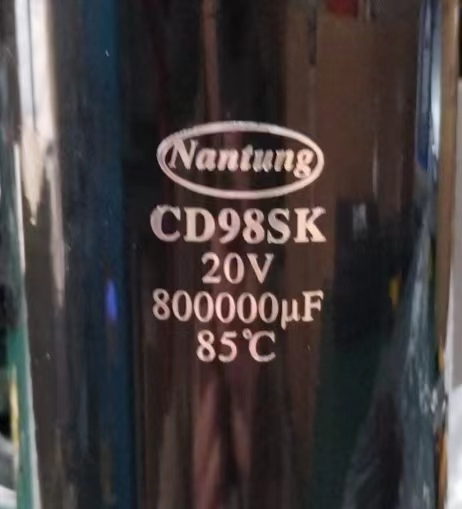 Nantung
CD98SK
20V
800000µF
85℃